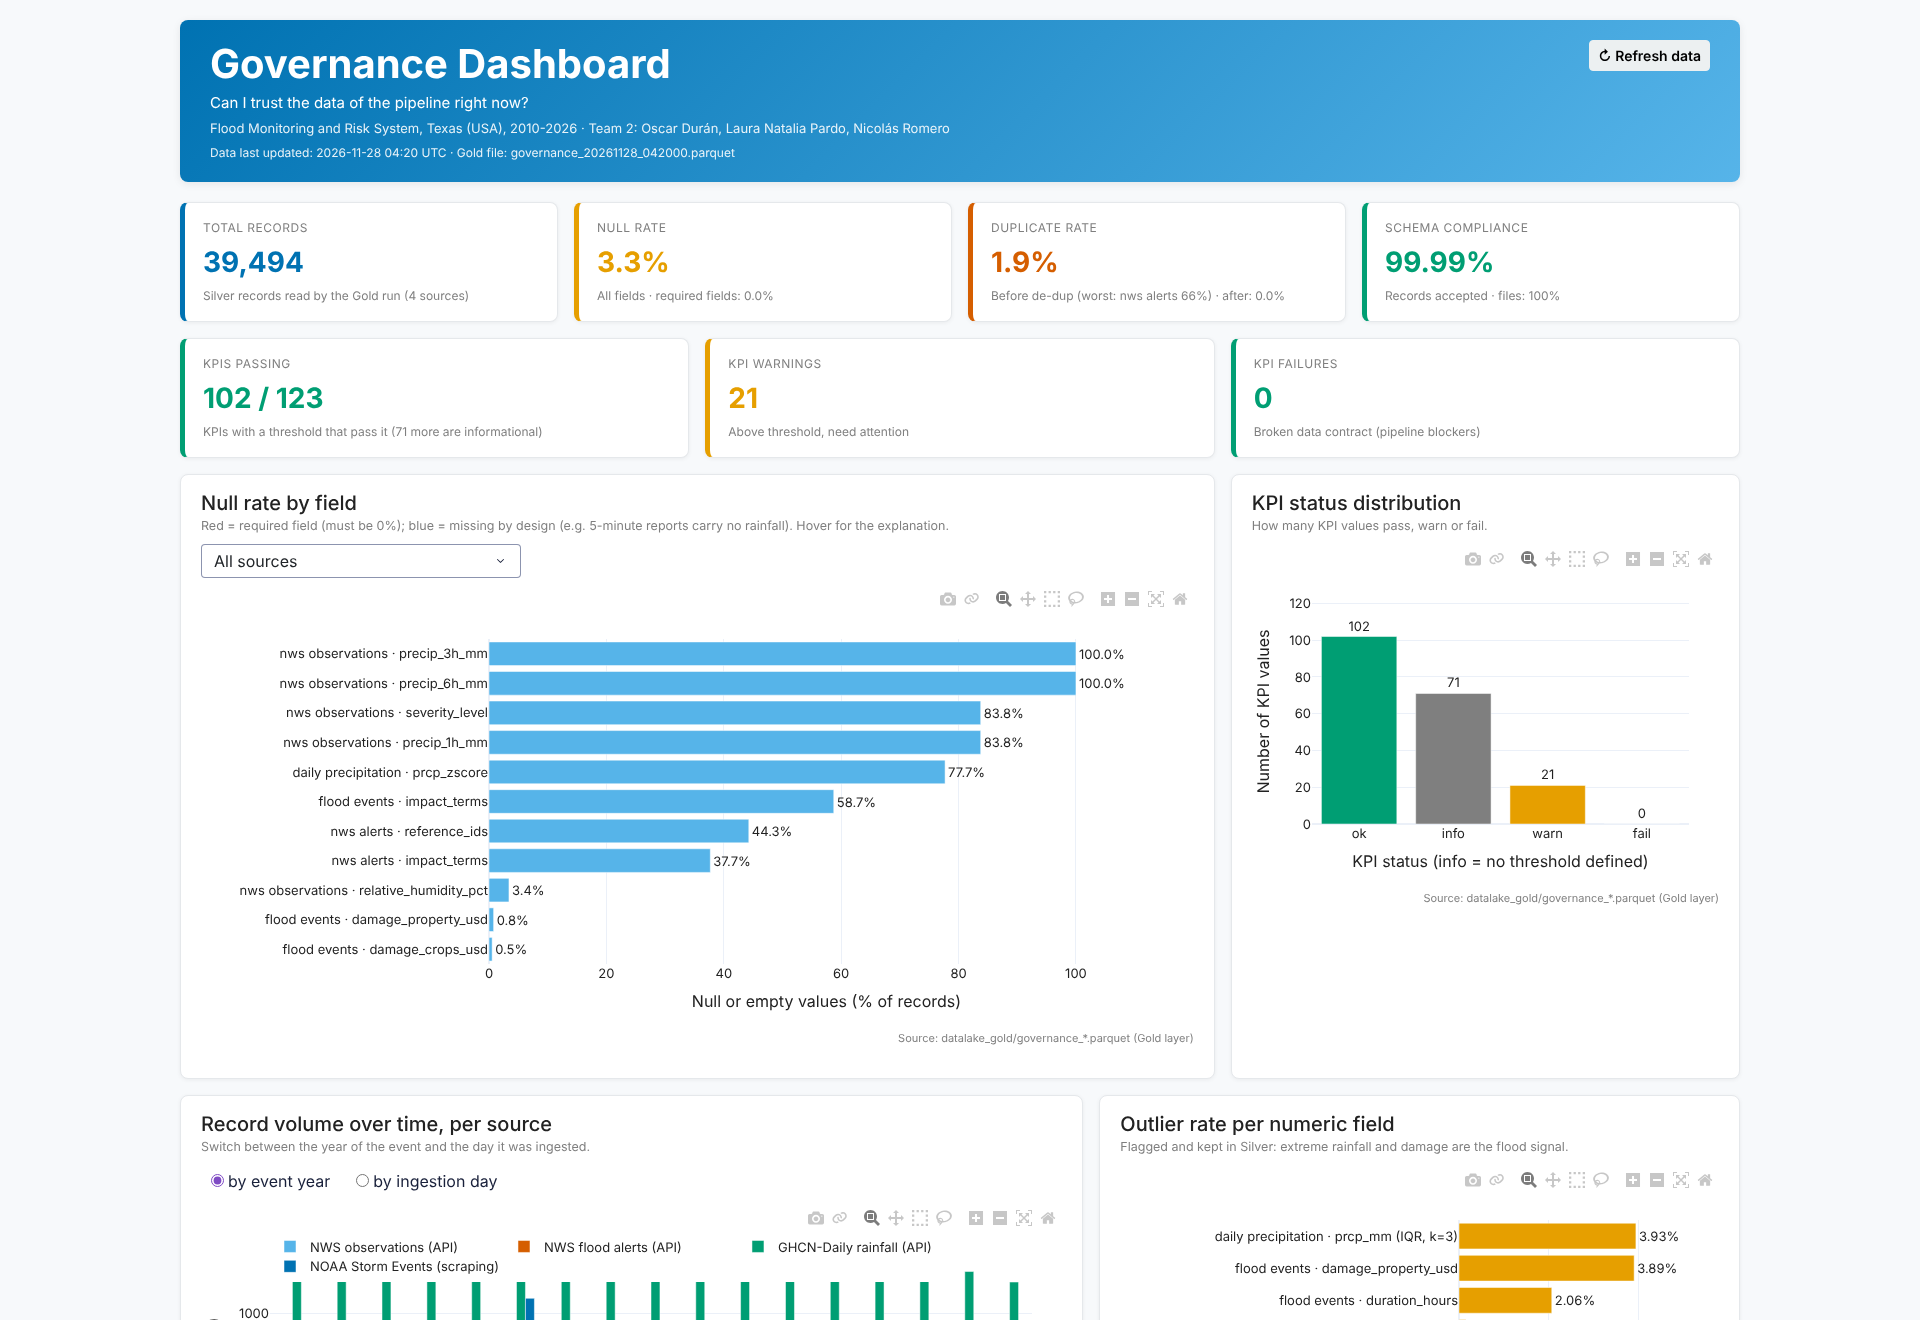 Governance Dashboard
↻ Refresh data
Can I trust the data of the pipeline right now?
Flood Monitoring and Risk System, Texas (USA), 2010-2026 · Team 2: Oscar Durán, Laura Natalia Pardo, Nicolás Romero
Data last updated: 2026-11-28 04:20 UTC · Gold file: governance_20261128_042000.parquet
TOTAL RECORDS
39,494
Silver records read by the Gold run (4 sources)
NULL RATE
3.3%
All fields · required fields: 0.0%
DUPLICATE RATE
1.9%
Before de-dup (worst: nws alerts 66%) · after: 0.0%
SCHEMA COMPLIANCE
99.99%
Records accepted · files: 100%
KPIS PASSING
102 / 123
KPIs with a threshold that pass it (71 more are informational)
KPI WARNINGS
21
Above threshold, need attention
KPI FAILURES
0
Broken data contract (pipeline blockers)
Null rate by field
Red = required field (must be 0%); blue = missing by design (e.g. 5-minute reports carry no rainfall). Hover for the explanation.
All sources
nws observations · precip_3h_mm 100.0%
nws observations · precip_6h_mm 100.0%
nws observations · severity_level 83.8%
nws observations · precip_1h_mm 83.8%
daily precipitation · prcp_zscore 77.7%
flood events · impact_terms 58.7%
nws alerts · reference_ids 44.3%
nws alerts · impact_terms 37.7%
nws observations · relative_humidity_pct 3.4%
flood events · damage_property_usd 0.8%
flood events · damage_crops_usd 0.5%
0 20 40 60 80 100
Null or empty values (% of records)
Source: datalake_gold/governance_*.parquet (Gold layer)
KPI status distribution
How many KPI values pass, warn or fail.
Number of KPI values
120
100
80
60
40
20
0
102
71
21
0
ok info warn fail
KPI status (info = no threshold defined)
Source: datalake_gold/governance_*.parquet (Gold layer)
Record volume over time, per source
Switch between the year of the event and the day it was ingested.
by event year by ingestion day
NWS observations (API) NWS flood alerts (API) GHCN-Daily rainfall (API)
NOAA Storm Events (scraping)
1000
Outlier rate per numeric field
Flagged and kept in Silver: extreme rainfall and damage are the flood signal.
daily precipitation · prcp_mm (IQR, k=3) 3.93%
flood events · damage_property_usd 3.89%
flood events · duration_hours 2.06%